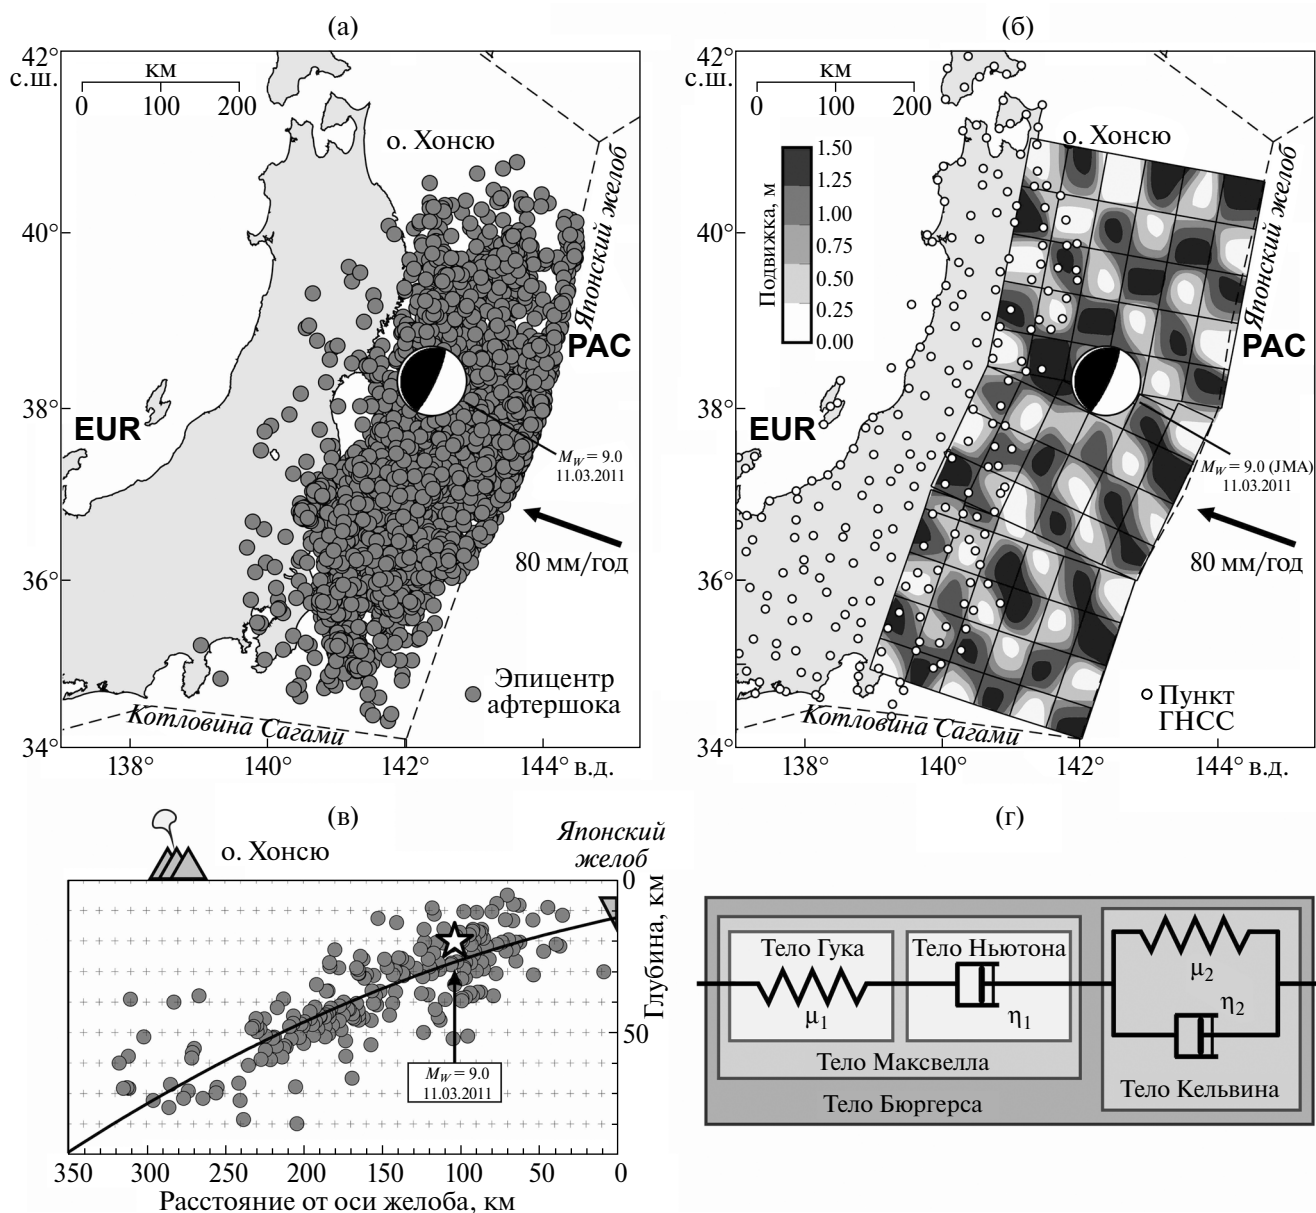 (а)
42°
с.ш.
км
0 100 200
о. Хонсю
40°
Японский желоб
PAC
38°
EUR
MW = 9.0
11.03.2011
80 мм/год
36°
Эпицентр
афтершока
Котловина Сагами
34°
138° 140° 142° 144° в.д.
(б)
42°
с.ш.
км
0 100 200
о. Хонсю
Подвижка, м
1.50
1.25
1.00
0.75
0.50
0.25
0.00
40°
Японский желоб
PAC
38°
EUR
MW = 9.0 (JMA)
11.03.2011
80 мм/год
36°
Пункт
ГНСС
Котловина Сагами
34°
138° 140° 142° 144° в.д.
(в)
о. Хонсю
Японский
желоб
0
50
Глубина, км
MW = 9.0
11.03.2011
350 300 250 200 150 100 50 0
Расстояние от оси желоба, км
(г)
Тело Гука
μ1
Тело Ньютона
η1
Тело Максвелла
μ2
η2
Тело Кельвина
Тело Бюргерса